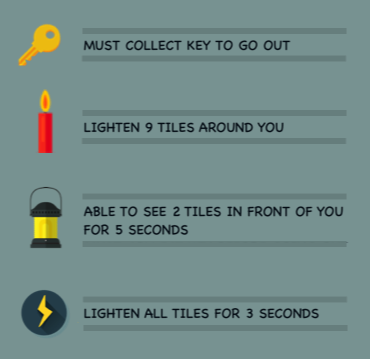 MUST COLLECT KEY TO GO OUT
LIGHTEN 9 TILES AROUND YOU
ABLE TO SEE 2 TILES IN FRONT OF YOU
FOR 5 SECONDS
LIGHTEN ALL TILES FOR 3 SECONDS